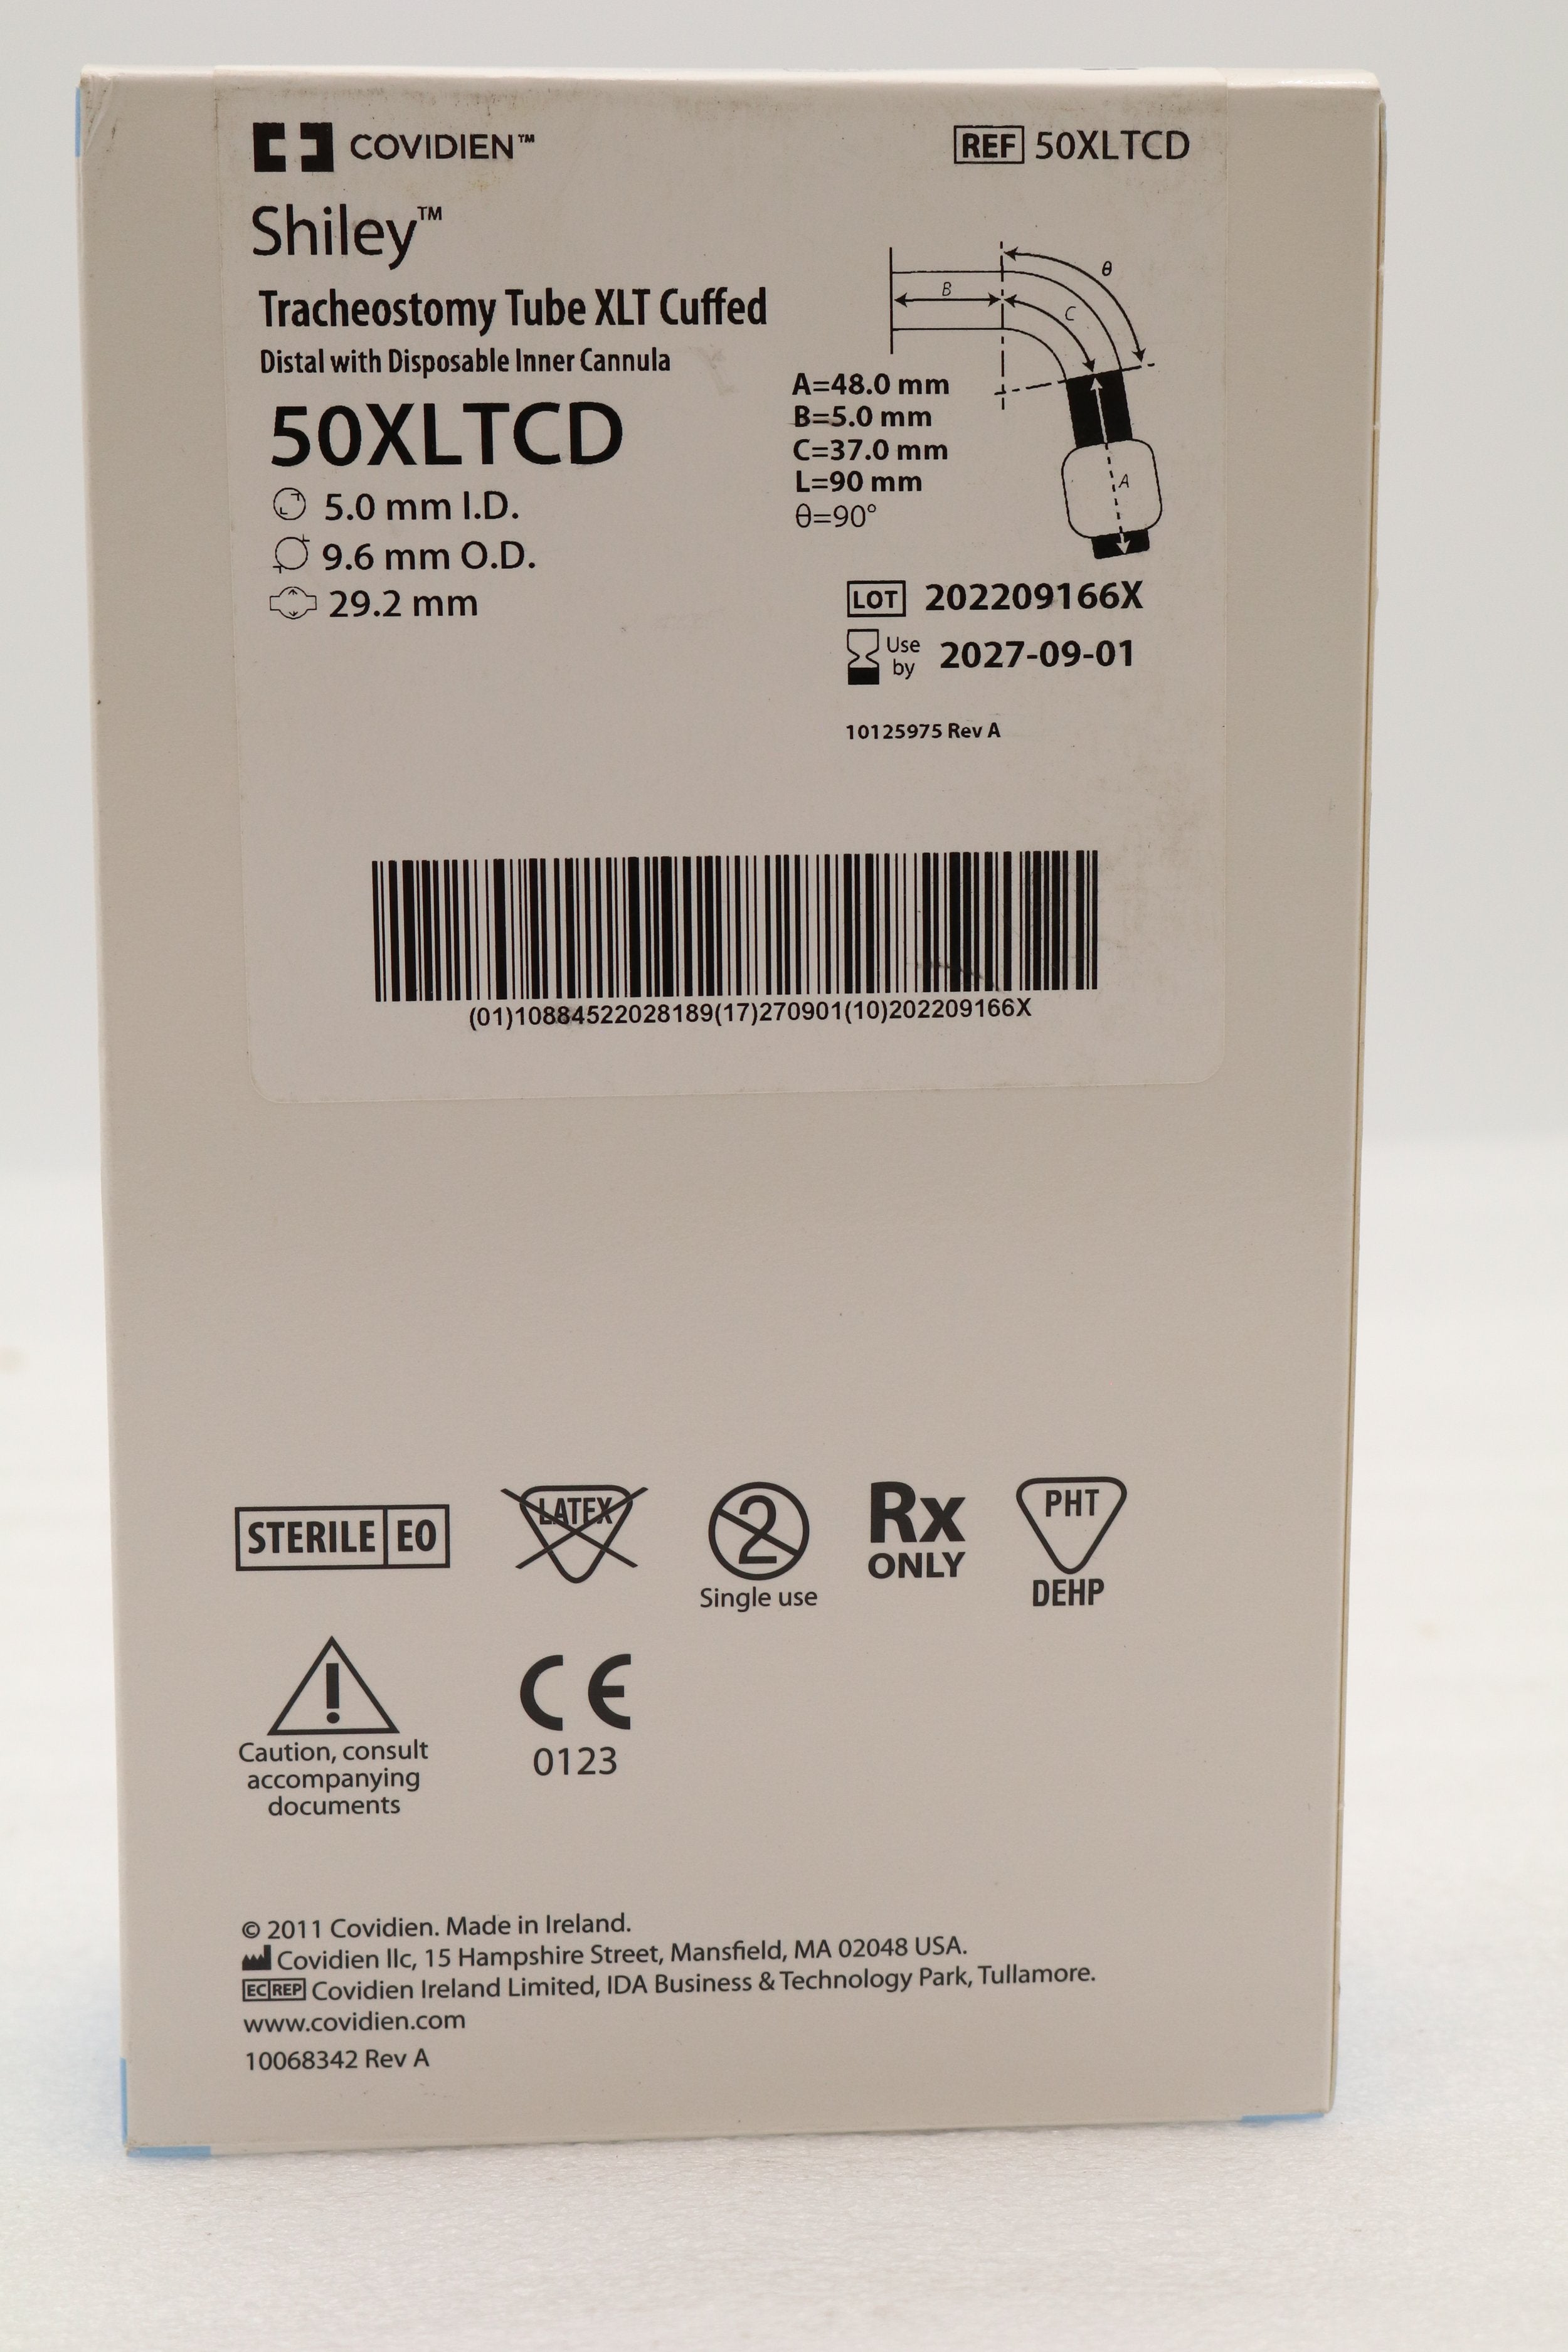 COVIDIEN™
REF 50XLTCD
Shiley™
Tracheostomy Tube XLT Cuffed
Distal with Disposable Inner Cannula
50XLTCD
5.0 mm I.D.
9.6 mm O.D.
29.2 mm
θ
B
C
A
A=48.0 mm
B=5.0 mm
C=37.0 mm
L=90 mm
θ=90°
LOT 202209166X
Use by 2027-09-01
10125975 Rev A
(01)10884522028189(17)270901(10)202209166X
STERILE EO
LATEX
2
Single use
Rx
ONLY
PHT
DEHP
!
Caution, consult
accompanying
documents
CE
0123
© 2011 Covidien. Made in Ireland.
Covidien llc, 15 Hampshire Street, Mansfield, MA 02048 USA.
EC REP Covidien Ireland Limited, IDA Business & Technology Park, Tullamore.
www.covidien.com
10068342 Rev A